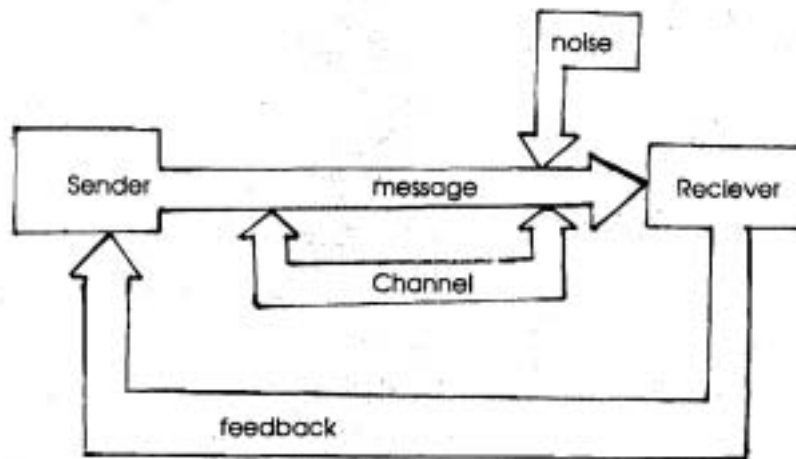 noise
Sender
message
Reciever
Channel
feedback